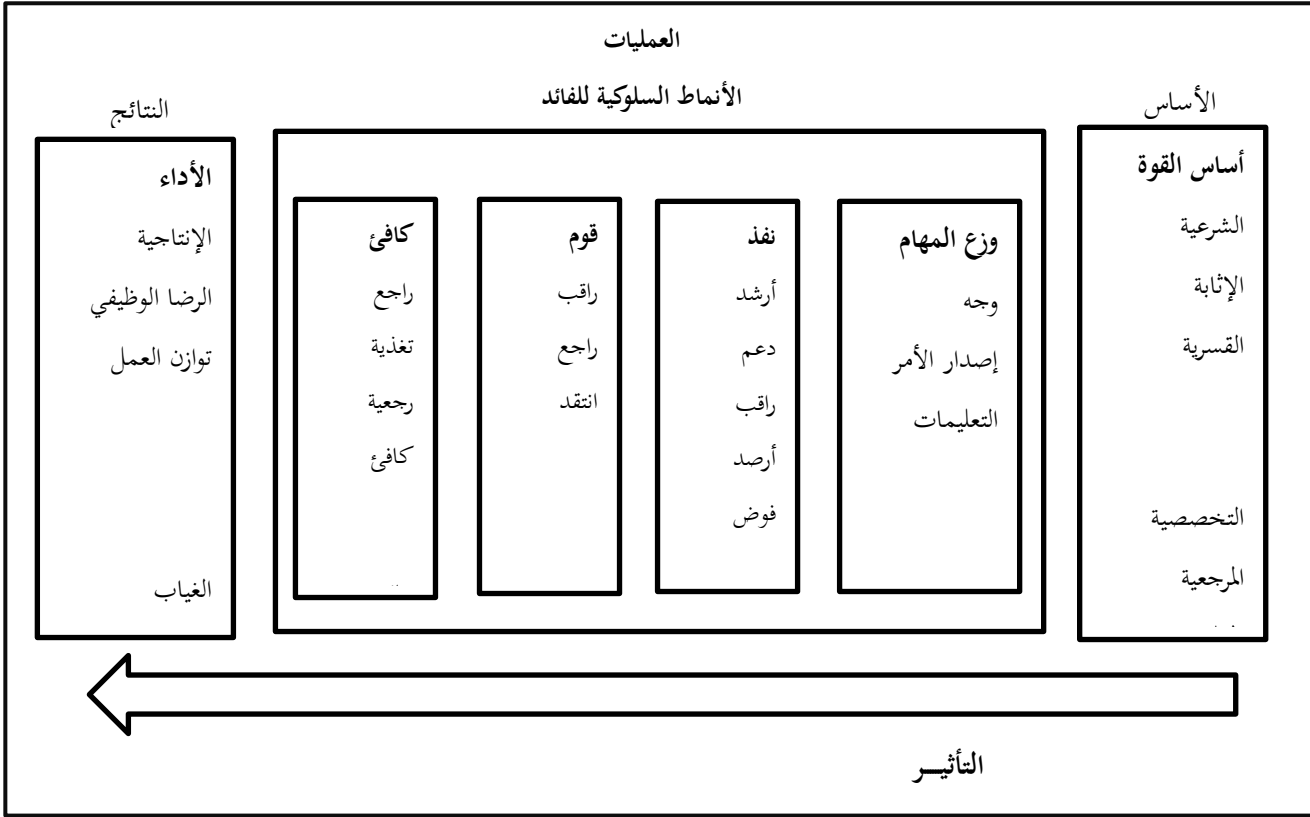 العمليات
الأنماط السلوكية للفائد
الأساس
أساس القوة
الشرعية
الإثابة
القسرية
التخصصية
المرجعية
وزع المهام
وجه
إصدار الأمر
التعليمات
نفذ
أرشد
دعم
راقب
أرصد
فوض
قوم
راقب
راجع
انتقد
كافئ
راجع
تغذية
رجعية
كافئ
النتائج
الأداء
الإنتاجية
الرضا الوظيفي
توازن العمل
الغياب
التأثيـــر